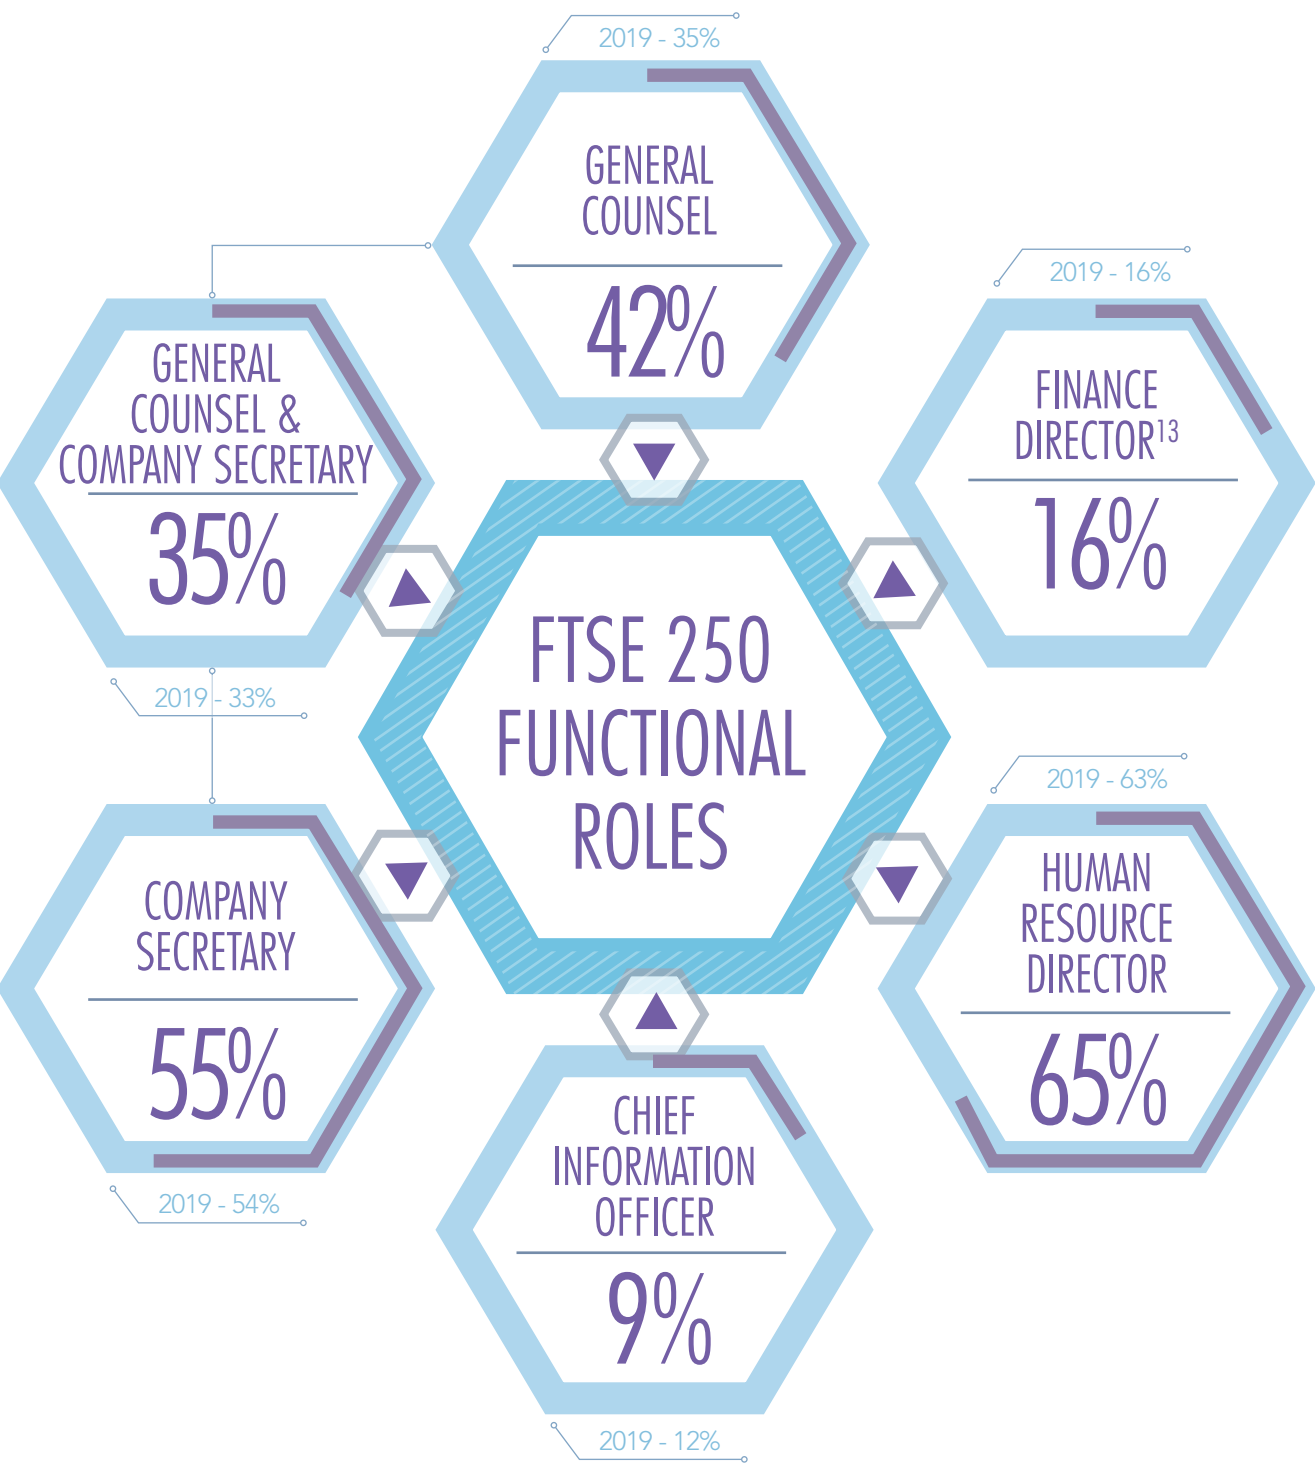 2019 - 35%
GENERAL
COUNSEL
42%
GENERAL
COUNSEL &
COMPANY SECRETARY
35%
2019 - 33%
2019 - 16%
FINANCE
DIRECTOR13
16%
FTSE 250
FUNCTIONAL
ROLES
COMPANY
SECRETARY
55%
2019 - 54%
2019 - 63%
HUMAN
RESOURCE
DIRECTOR
65%
CHIEF
INFORMATION
OFFICER
9%
2019 - 12%